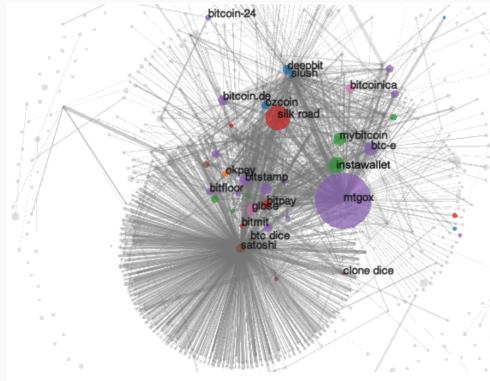 bitcoin-24
deepbit
slush
bitcoinica
bitcoin.de
ozcoin
silk road
mybitcoin
btc-e
instawallet
okpay
bitstamp
bitfloor
mtgox
bitpay
glbse
bitmit
btc dice
satoshi
clone dice